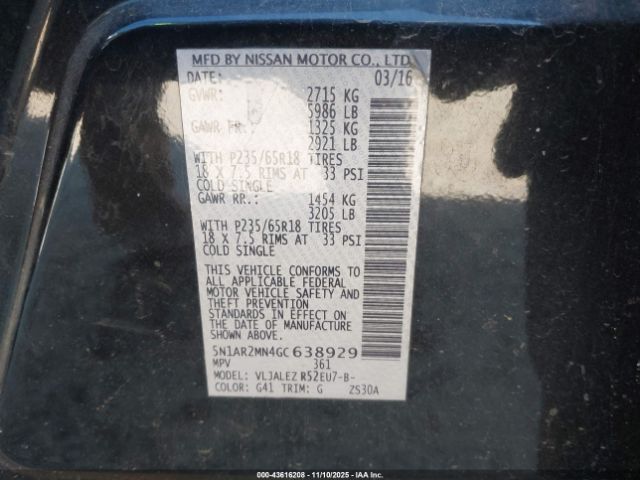 MFD BY NISSAN MOTOR CO., LTD
DATE: 03/16
GVWR: 2715 KG
5986 LB
GAWR FR.: 1325 KG
2921 LB
WITH P235/65R18 TIRES
18 X 7.5 RIMS AT 33 PSI
COLD SINGLE
GAWR RR.: 1454 KG
3205 LB
WITH P235/65R18 TIRES
18 X 7.5 RIMS AT 33 PSI
COLD SINGLE
THIS VEHICLE CONFORMS TO
ALL APPLICABLE FEDERAL
MOTOR VEHICLE SAFETY AND
THEFT PREVENTION
STANDARDS IN EFFECT ON
THE DATE OF MANUFACTURE
SHOWN ABOVE.
5N1AR2MN4GC638929
MPV 361
MODEL: VLJALEZ R52EU7-B-
COLOR: G41 TRIM: G ZS30A
000-43616208 - 11/10/2025 - IAA, Inc.